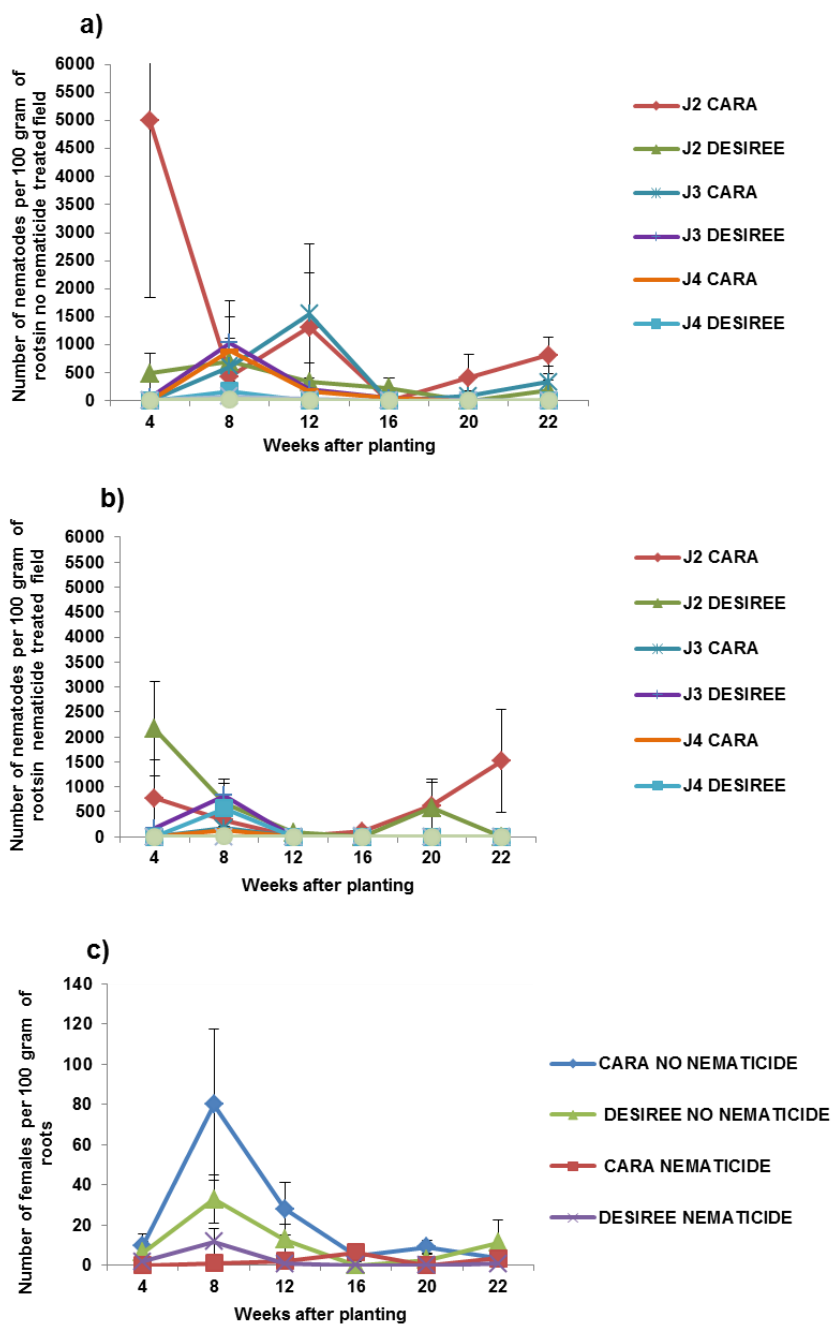 a)
Number of nematodes per 100 gram of
rootsin no nematicide treated field
6000
5500
5000
4500
4000
3500
3000
2500
2000
1500
1000
500
0
4 8 12 16 20 22
Weeks after planting
J2 CARA
J2 DESIREE
J3 CARA
J3 DESIREE
J4 CARA
J4 DESIREE
b)
Number of nematodes per 100 gram of
rootsin nematicide treated field
6000
5500
5000
4500
4000
3500
3000
2500
2000
1500
1000
500
0
4 8 12 16 20 22
Weeks after planting
J2 CARA
J2 DESIREE
J3 CARA
J3 DESIREE
J4 CARA
J4 DESIREE
c)
Number of females per 100 gram of
roots
140
120
100
80
60
40
20
0
4 8 12 16 20 22
Weeks after planting
CARA NO NEMATICIDE
DESIREE NO NEMATICIDE
CARA NEMATICIDE
DESIREE NEMATICIDE